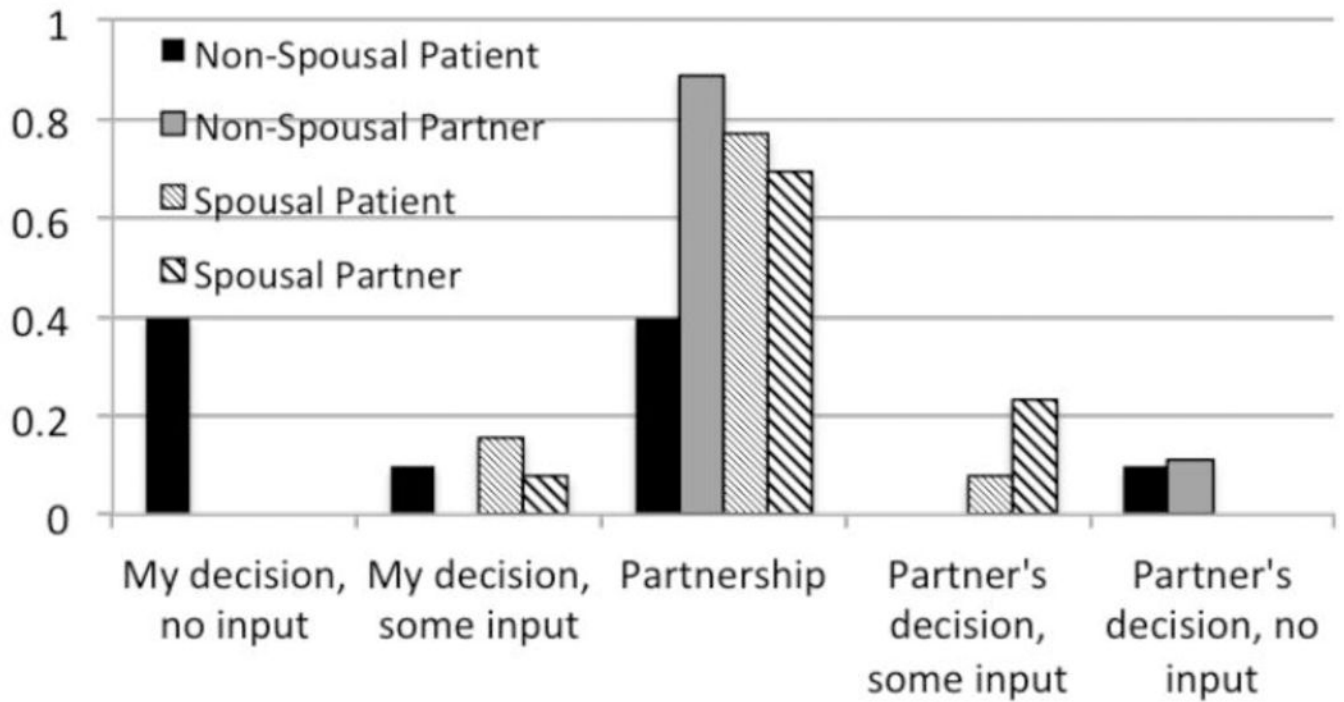 1
0.8
0.6
0.4
0.2
0
Non-Spousal Patient
Non-Spousal Partner
Spousal Patient
Spousal Partner
My decision,
no input
My decision,
some input
Partnership
Partner's
decision,
some input
Partner's
decision, no
input